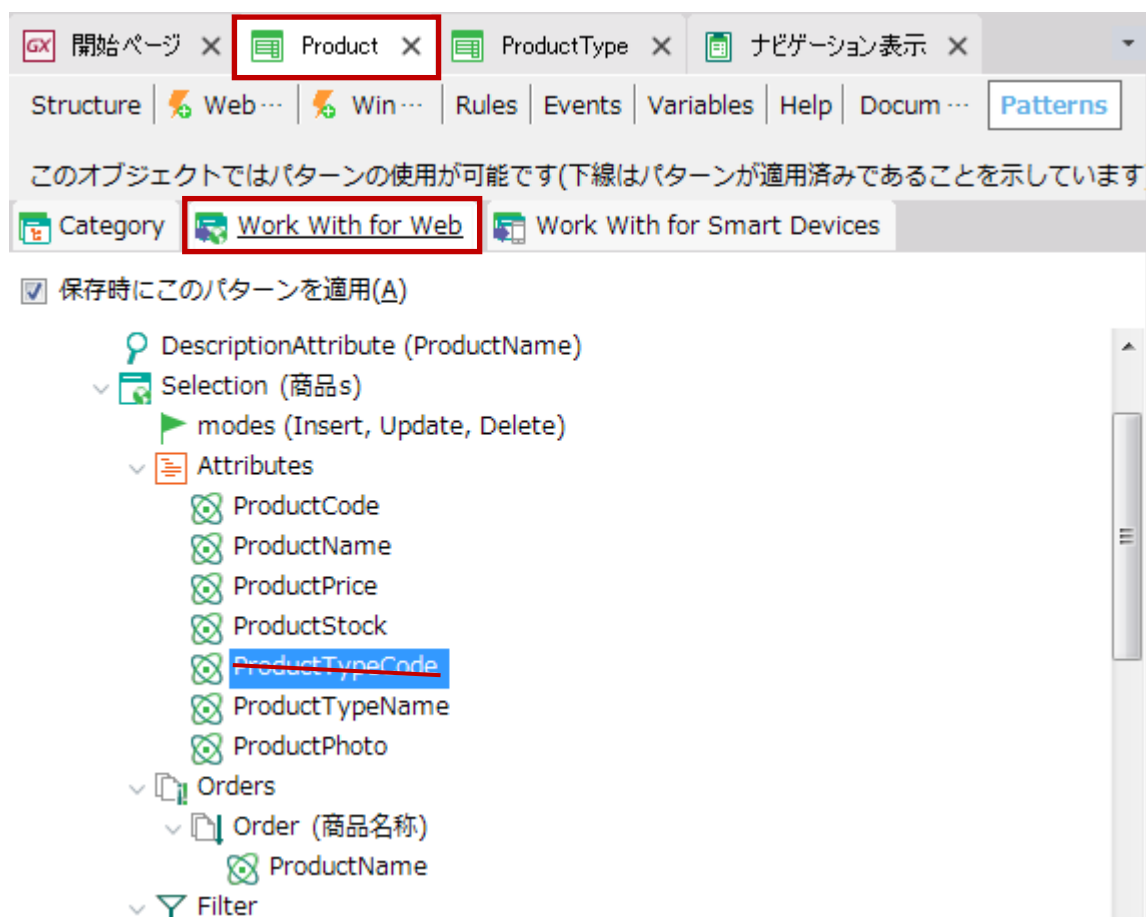 GX 開始ページ Product ProductType ナビゲーション表示
Structure Web… Win… Rules Events Variables Help Docum… Patterns
このオブジェクトではパターンの使用が可能です(下線はパターンが適用済みであることを示しています
Category Work With for Web Work With for Smart Devices
保存時にこのパターンを適用(A)
DescriptionAttribute (ProductName)
Selection (商品s)
modes (Insert, Update, Delete)
Attributes
ProductCode
ProductName
ProductPrice
ProductStock
ProductTypeCode
ProductTypeName
ProductPhoto
Orders
Order (商品名称)
ProductName
Filter